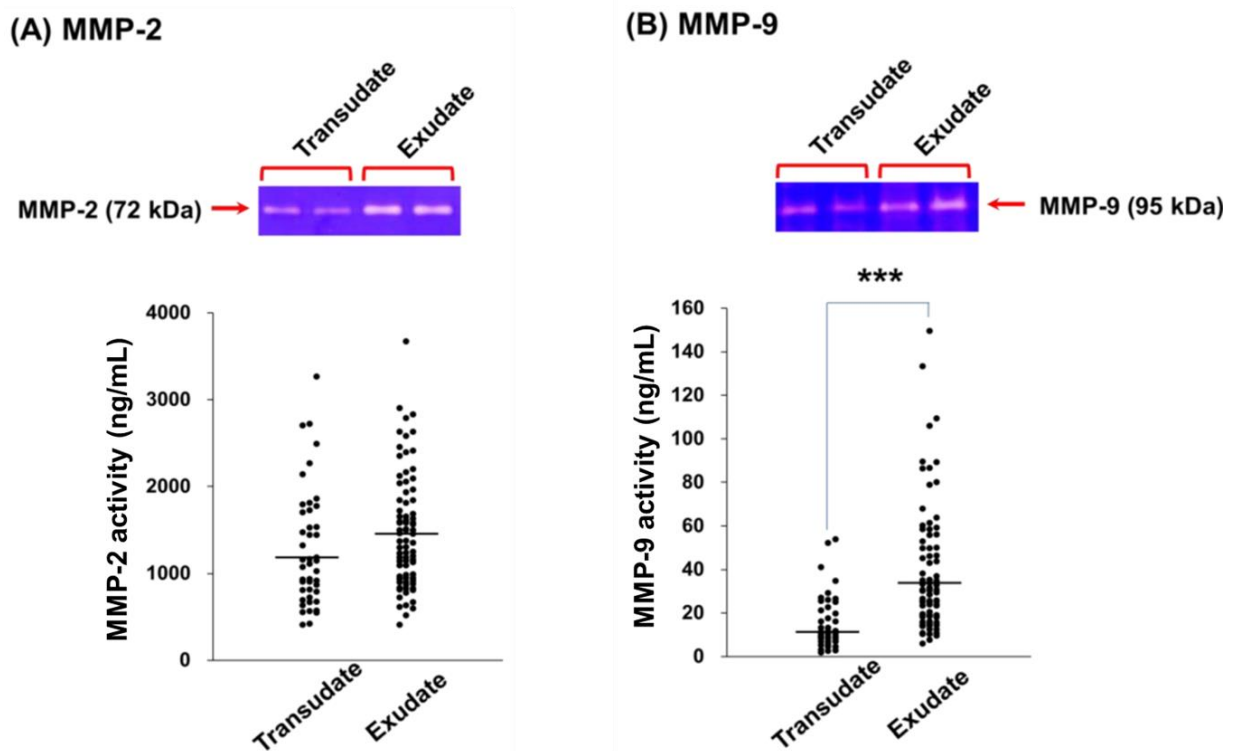 (A) MMP-2
Transudate
Exudate
MMP-2 (72 kDa)
MMP-2 activity (ng/mL)
4000
3000
2000
1000
0
Transudate
Exudate
(B) MMP-9
Transudate
Exudate
MMP-9 (95 kDa)
***
MMP-9 activity (ng/mL)
160
140
120
100
80
60
40
20
0
Transudate
Exudate